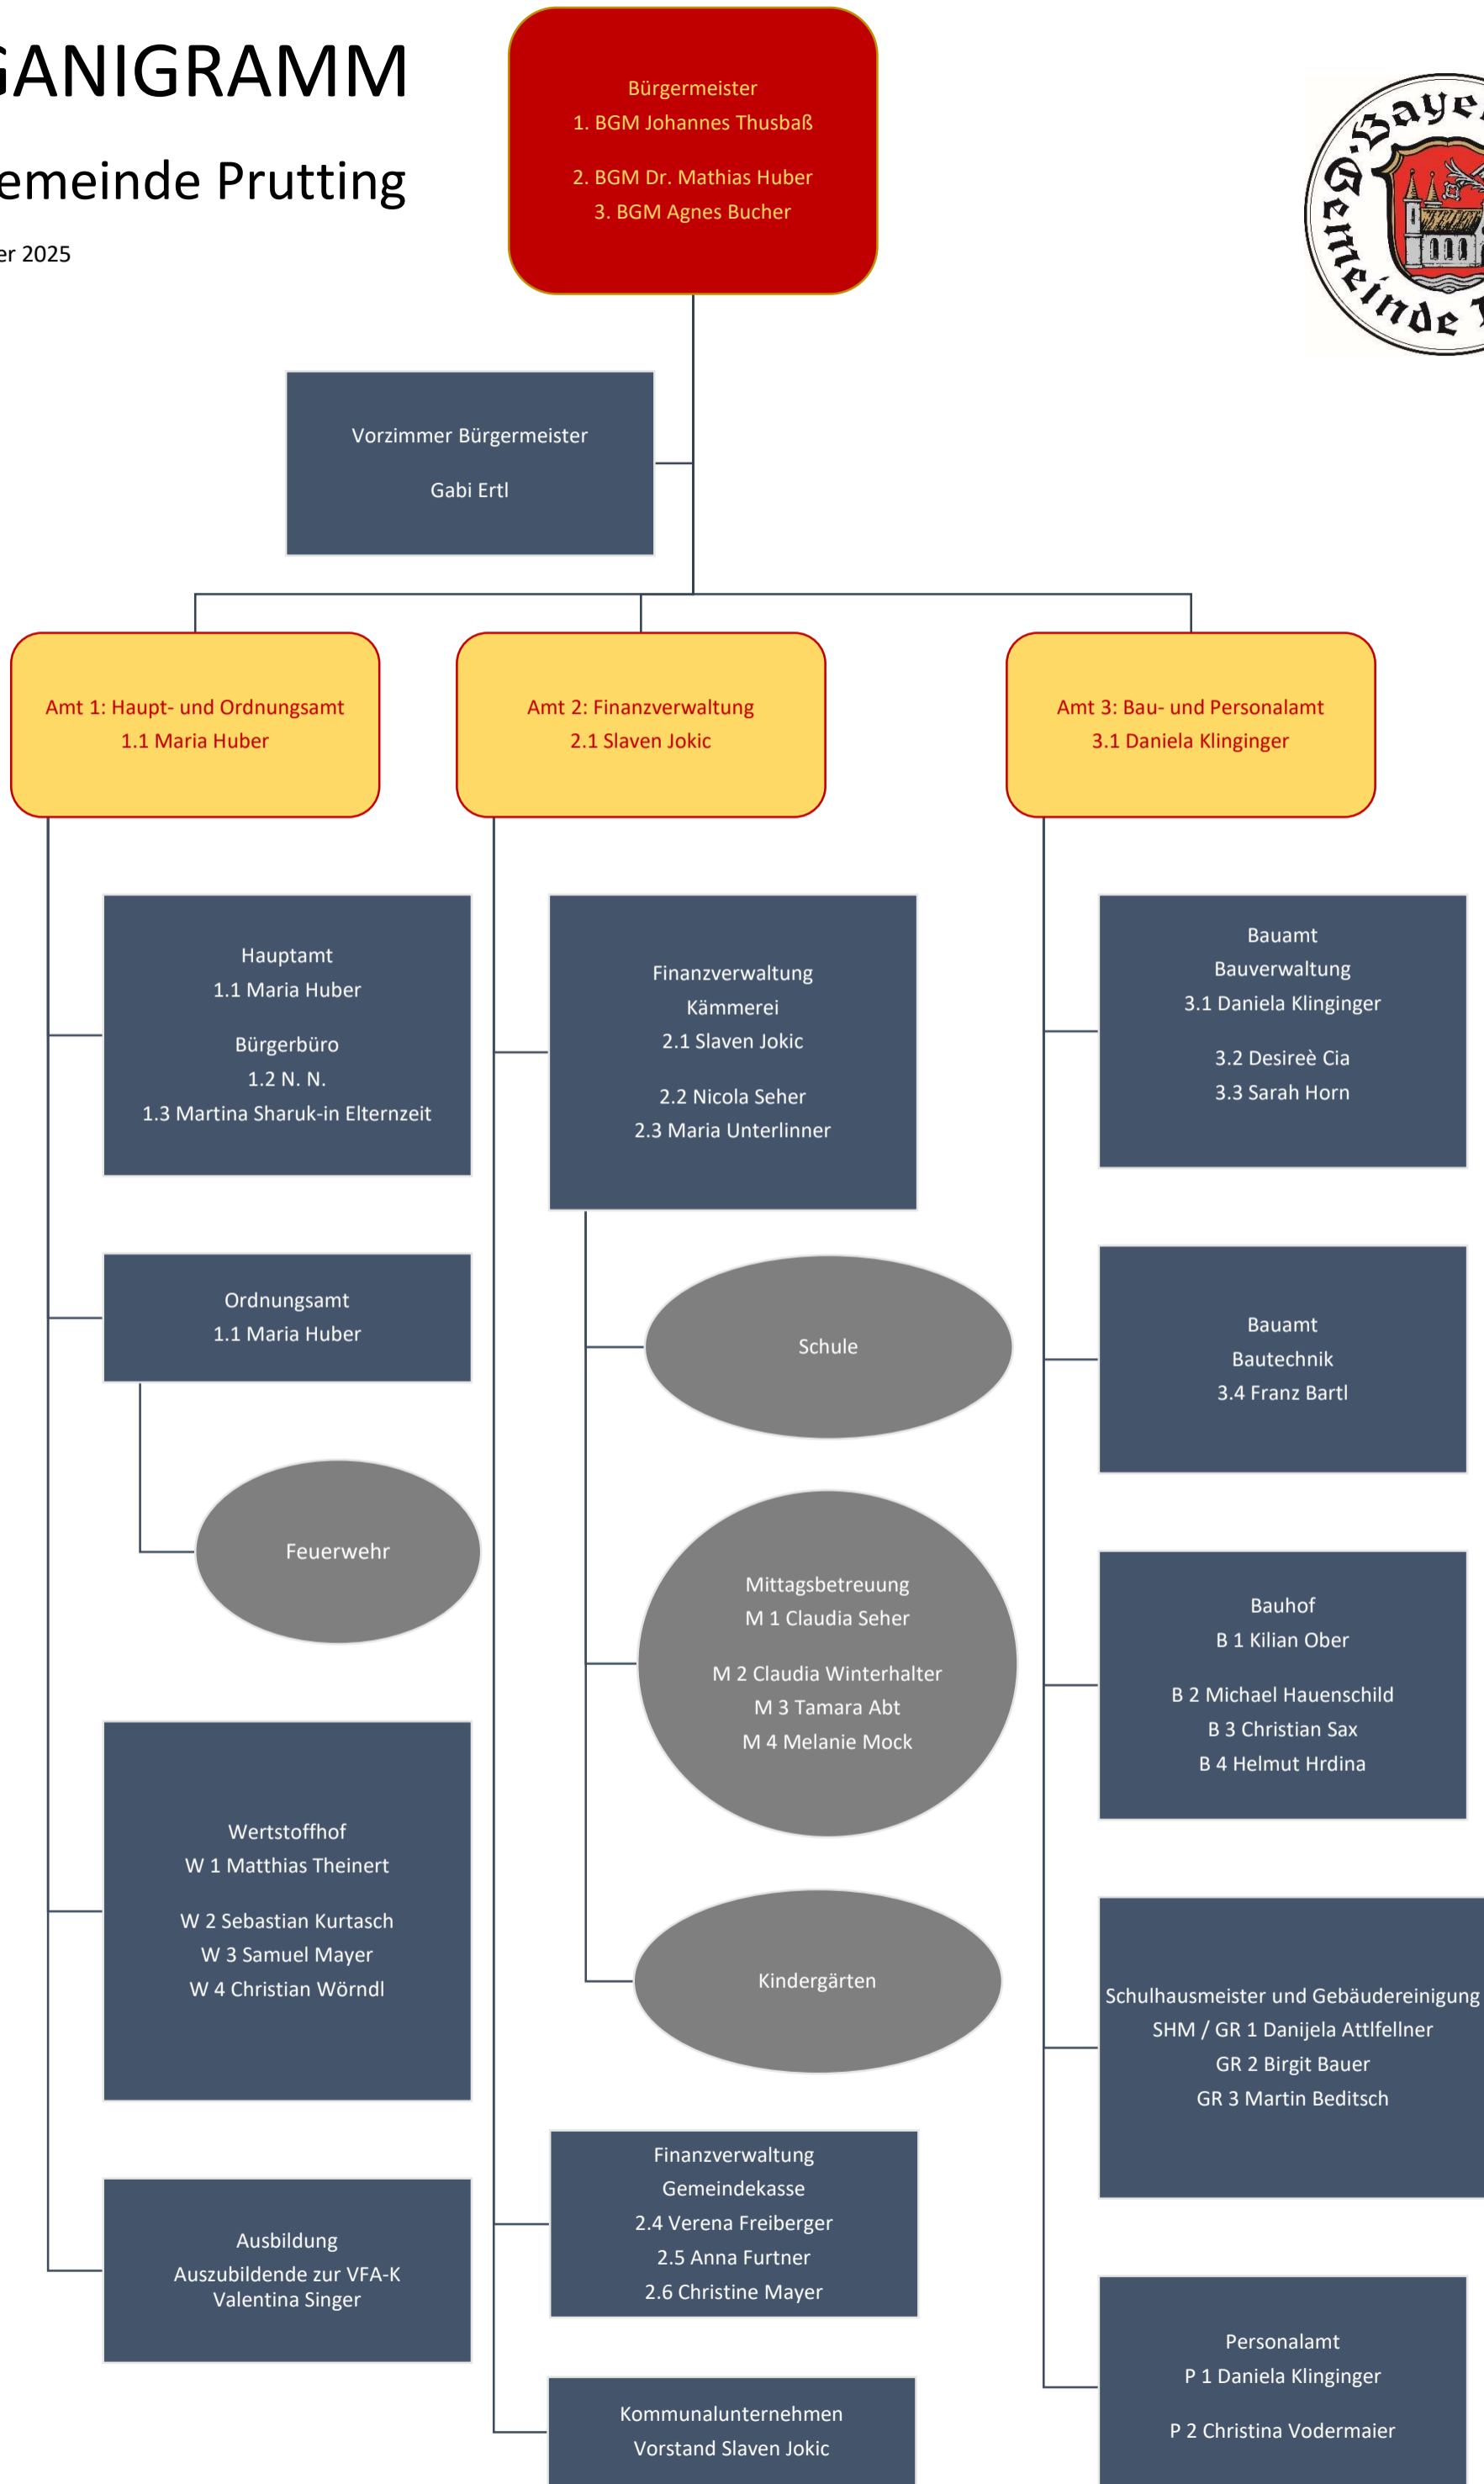 GANIGRAMM
emeinde Prutting
er 2025
Bürgermeister
1. BGM Johannes Thusbaß
2. BGM Dr. Mathias Huber
3. BGM Agnes Bucher
Gemeinde
Vorzimmer Bürgermeister
Gabi Ertl
Amt 1: Haupt- und Ordnungsamt
1.1 Maria Huber
Amt 2: Finanzverwaltung
2.1 Slaven Jokic
Amt 3: Bau- und Personalamt
3.1 Daniela Klinginger
Hauptamt
1.1 Maria Huber
Bürgerbüro
1.2 N. N.
1.3 Martina Sharuk-in Elternzeit
Ordnungsamt
1.1 Maria Huber
Feuerwehr
Wertstoffhof
W 1 Matthias Theinert
W 2 Sebastian Kurtasch
W 3 Samuel Mayer
W 4 Christian Wörndl
Ausbildung
Auszubildende zur VFA-K
Valentina Singer
Finanzverwaltung
Kämmerei
2.1 Slaven Jokic
2.2 Nicola Seher
2.3 Maria Unterlinner
Schule
Mittagsbetreuung
M 1 Claudia Seher
M 2 Claudia Winterhalter
M 3 Tamara Abt
M 4 Melanie Mock
Kindergärten
Finanzverwaltung
Gemeindekasse
2.4 Verena Freiberger
2.5 Anna Furtner
2.6 Christine Mayer
Kommunalunternehmen
Vorstand Slaven Jokic
Bauamt
Bauverwaltung
3.1 Daniela Klinginger
3.2 Desireè Cia
3.3 Sarah Horn
Bauamt
Bautechnik
3.4 Franz Bartl
Bauhof
B 1 Kilian Ober
B 2 Michael Hauenschild
B 3 Christian Sax
B 4 Helmut Hrdina
Schulhausmeister und Gebäudereinigung
SHM / GR 1 Danijela Attlfellner
GR 2 Birgit Bauer
GR 3 Martin Beditsch
Personalamt
P 1 Daniela Klinginger
P 2 Christina Vodermaier